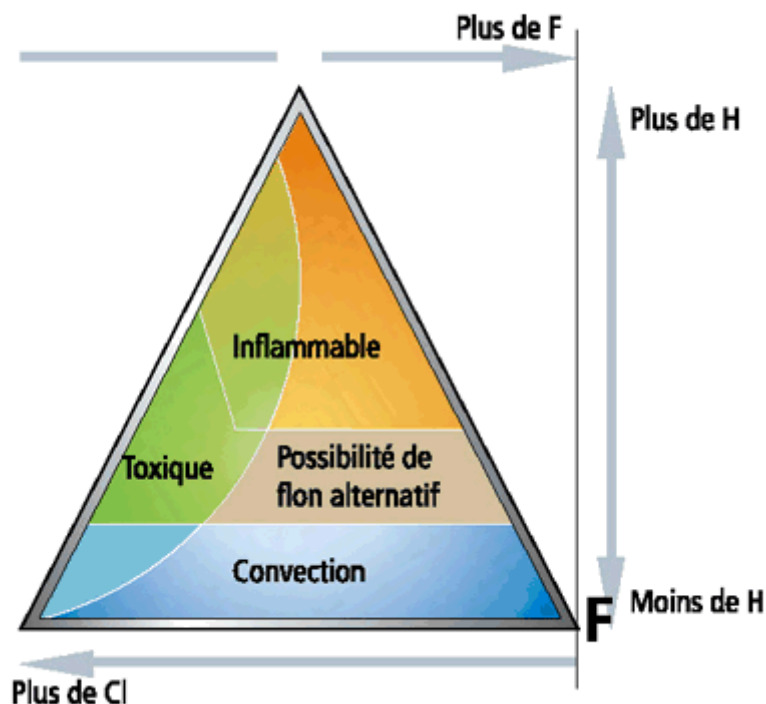 Plus de F
Plus de H
Inflammable
Toxique
Possibilité de
flon alternatif
Convection
F
Moins de H
Plus de Cl